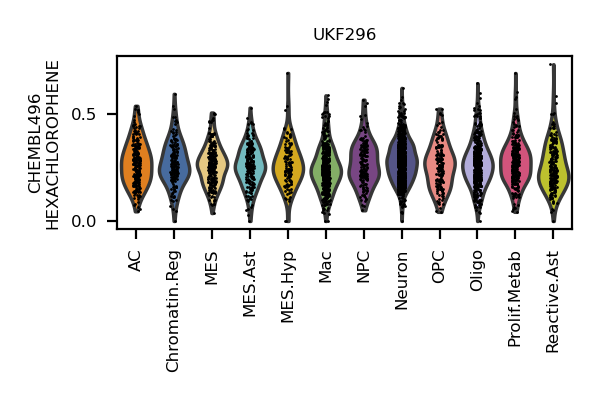 UKF296
CHEMBL496
HEXACHLOROPHENE
0.5
0.0
AC
Chromatin.Reg
MES
MES.Ast
MES.Hyp
Mac
NPC
Neuron
OPC
Oligo
Prolif.Metab
Reactive.Ast